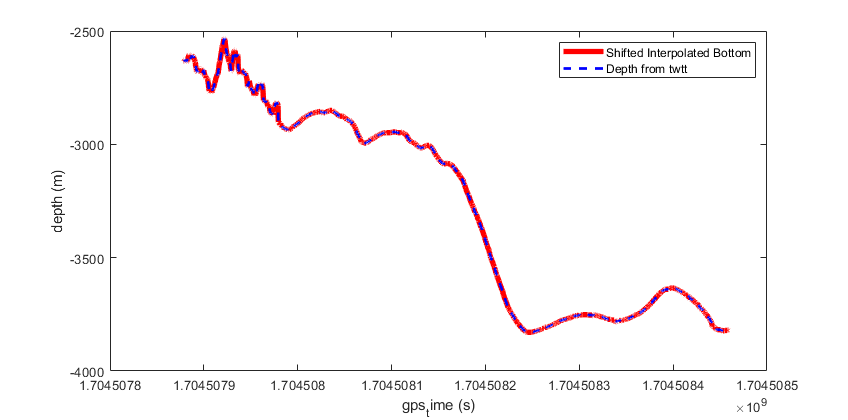 -2500
-3000
-3500
-4000
depth (m)
Shifted Interpolated Bottom
Depth from twtt
1.7045078 1.7045079 1.704508 1.7045081 1.7045082 1.7045083 1.7045084 1.7045085
gpstime (s)
×10⁹